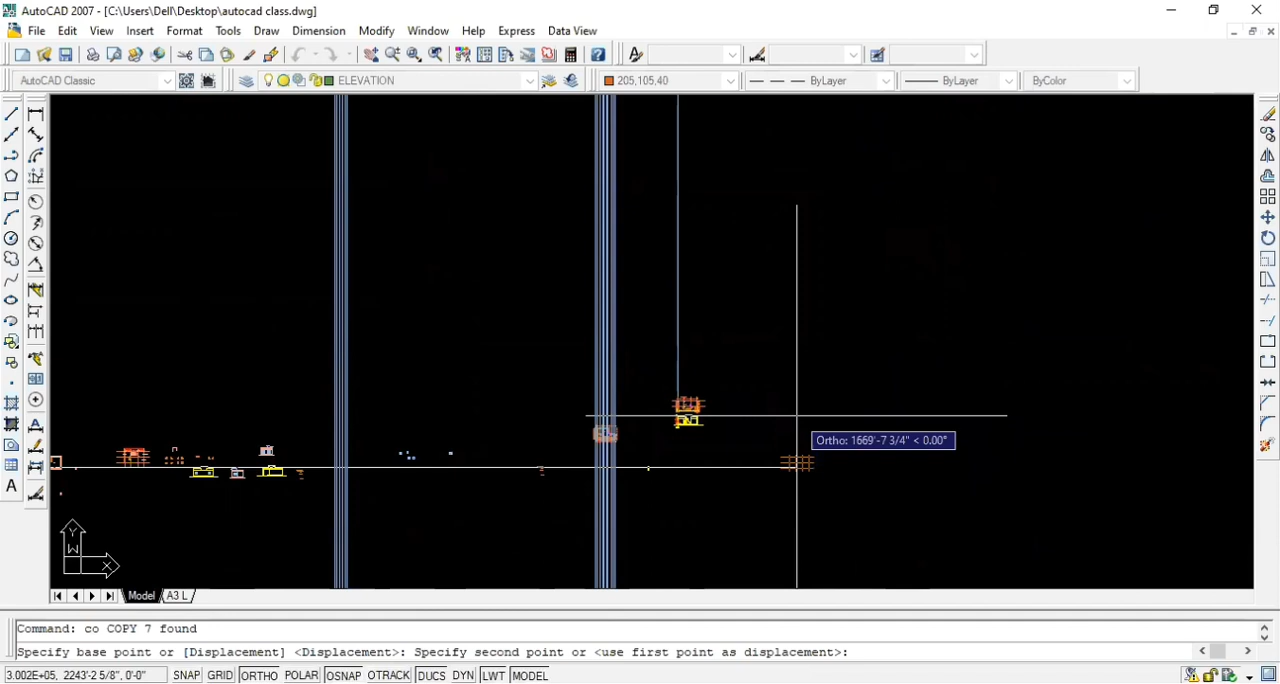 AutoCAD 2007 - [C:\Users\Dell\Desktop\autocad class.dwg]
File Edit View Insert Format Tools Draw Dimension Modify Window Help Express Data View
AutoCAD Classic ELEVATION 205,105,40 ByLayer ByLayer ByColor
Ortho: 1669'-7 3/4" < 0.00°
Y
W
X
A
Model A3 L
Command: co COPY 7 found
Specify base point or [Displacement] <Displacement>: Specify second point or <use first point as displacement>:
3.002E+05, 2243'-2 5/8", 0'-0" SNAP GRID ORTHO POLAR OSNAP OTRACK DUCS DYN LWT MODEL